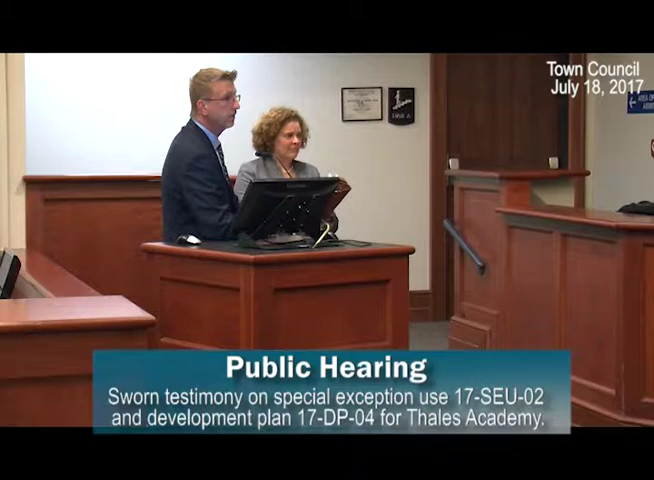 Town Council
July 18, 2017
Public Hearing
Sworn testimony on special exception use 17-SEU-02
and development plan 17-DP-04 for Thales Academy.